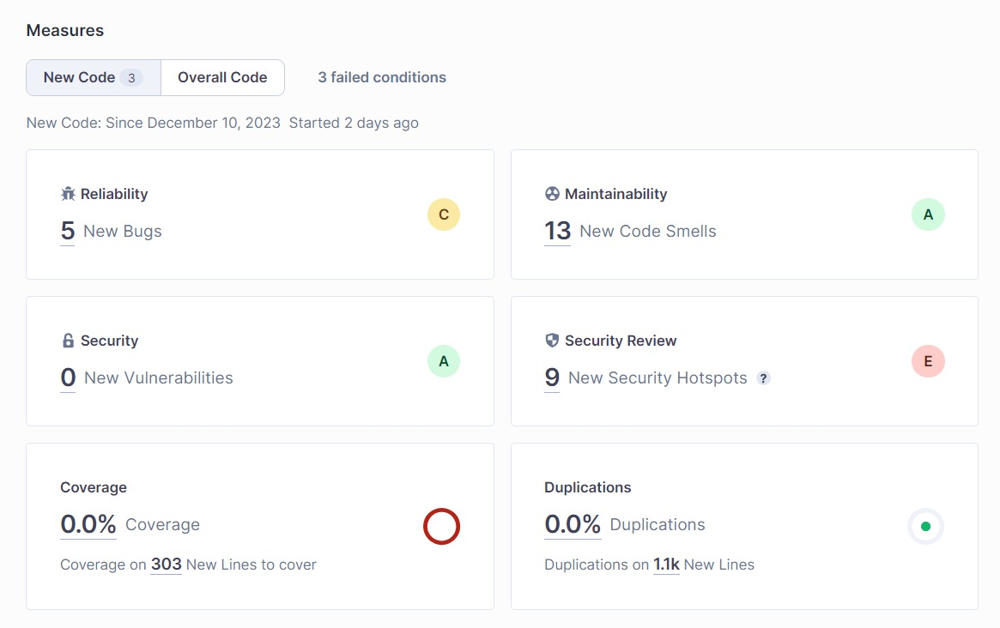 Measures
New Code 3 Overall Code 3 failed conditions
New Code: Since December 10, 2023 Started 2 days ago
Reliability
5 New Bugs
C
Maintainability
13 New Code Smells
A
Security
0 New Vulnerabilities
A
Security Review
9 New Security Hotspots ?
E
Coverage
0.0% Coverage
Coverage on 303 New Lines to cover
Duplications
0.0% Duplications
Duplications on 1.1k New Lines